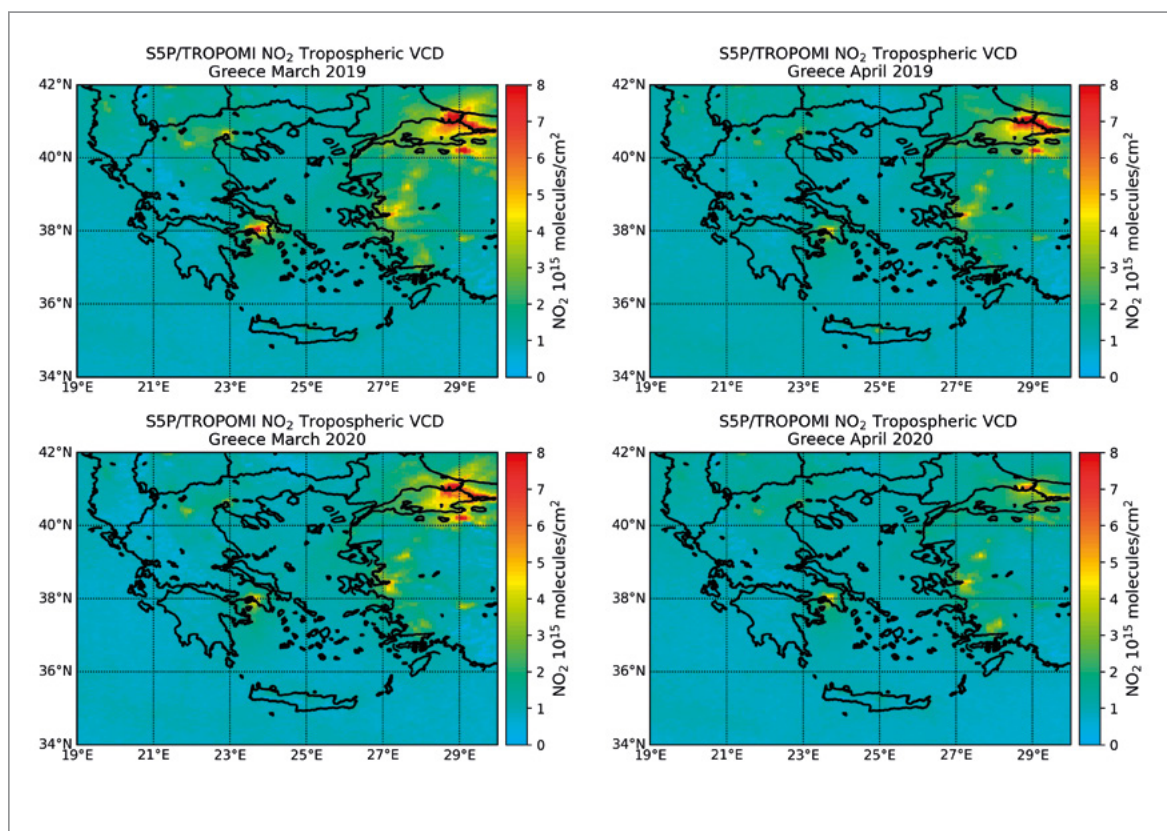 S5P/TROPOMI NO₂ Tropospheric VCD
Greece March 2019
42°N
40°N
38°N
36°N
34°N
19°E
21°E
23°E
25°E
27°E
29°E
8
7
6
5
4
3
2
1
0
NO₂ 10¹⁵ molecules/cm²
S5P/TROPOMI NO₂ Tropospheric VCD
Greece April 2019
42°N
40°N
38°N
36°N
34°N
19°E
21°E
23°E
25°E
27°E
29°E
8
7
6
5
4
3
2
1
0
NO₂ 10¹⁵ molecules/cm²
S5P/TROPOMI NO₂ Tropospheric VCD
Greece March 2020
42°N
40°N
38°N
36°N
34°N
19°E
21°E
23°E
25°E
27°E
29°E
8
7
6
5
4
3
2
1
0
NO₂ 10¹⁵ molecules/cm²
S5P/TROPOMI NO₂ Tropospheric VCD
Greece April 2020
42°N
40°N
38°N
36°N
34°N
19°E
21°E
23°E
25°E
27°E
29°E
8
7
6
5
4
3
2
1
0
NO₂ 10¹⁵ molecules/cm²